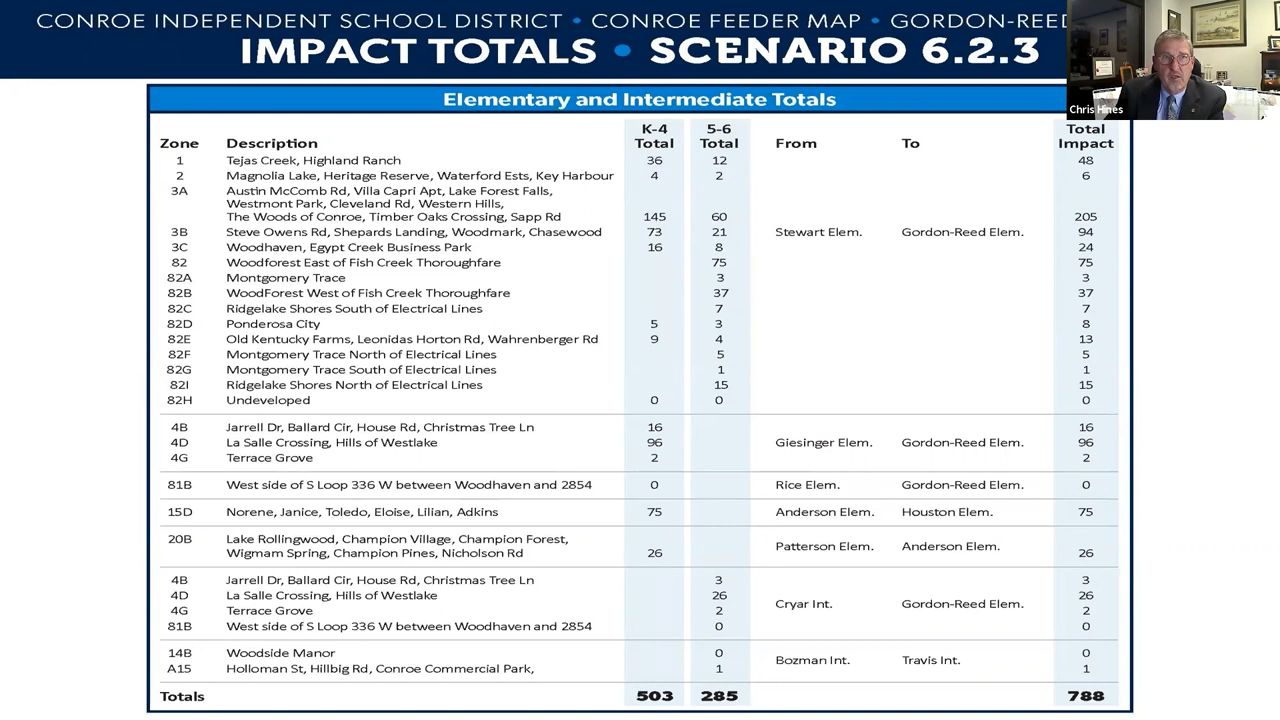 CONROE INDEPENDENT SCHOOL DISTRICT • CONROE FEEDER MAP • GORDON-REED
IMPACT TOTALS • SCENARIO 6.2.3
Chris Hines
Elementary and Intermediate Totals
K-4 5-6 Total
Zone Description Total Total From To Impact
1 Tejas Creek, Highland Ranch 36 12 48
2 Magnolia Lake, Heritage Reserve, Waterford Ests, Key Harbour 4 2 6
3A Austin McComb Rd, Villa Capri Apt, Lake Forest Falls,
Westmont Park, Cleveland Rd, Western Hills,
The Woods of Conroe, Timber Oaks Crossing, Sapp Rd 145 60 205
3B Steve Owens Rd, Shepards Landing, Woodmark, Chasewood 73 21 Stewart Elem. Gordon-Reed Elem. 94
3C Woodhaven, Egypt Creek Business Park 16 8 24
82 Woodforest East of Fish Creek Thoroughfare 75 75
82A Montgomery Trace 3 3
82B WoodForest West of Fish Creek Thoroughfare 37 37
82C Ridgelake Shores South of Electrical Lines 7 7
82D Ponderosa City 5 3 8
82E Old Kentucky Farms, Leonidas Horton Rd, Wahrenberger Rd 9 4 13
82F Montgomery Trace North of Electrical Lines 5 5
82G Montgomery Trace South of Electrical Lines 1 1
82I Ridgelake Shores North of Electrical Lines 15 15
82H Undeveloped 0 0 0
4B Jarrell Dr, Ballard Cir, House Rd, Christmas Tree Ln 16 16
4D La Salle Crossing, Hills of Westlake 96 Giesinger Elem. Gordon-Reed Elem. 96
4G Terrace Grove 2 2
81B West side of S Loop 336 W between Woodhaven and 2854 0 Rice Elem. Gordon-Reed Elem. 0
15D Norene, Janice, Toledo, Eloise, Lilian, Adkins 75 Anderson Elem. Houston Elem. 75
20B Lake Rollingwood, Champion Village, Champion Forest,
Wigmam Spring, Champion Pines, Nicholson Rd 26 Patterson Elem. Anderson Elem. 26
4B Jarrell Dr, Ballard Cir, House Rd, Christmas Tree Ln 3 3
4D La Salle Crossing, Hills of Westlake 26 Cryar Int. Gordon-Reed Elem. 26
4G Terrace Grove 2 2
81B West side of S Loop 336 W between Woodhaven and 2854 0 0
14B Woodside Manor 0 Bozman Int. Travis Int. 0
A15 Holloman St, Hillbig Rd, Conroe Commercial Park, 1 1
Totals 503 285 788